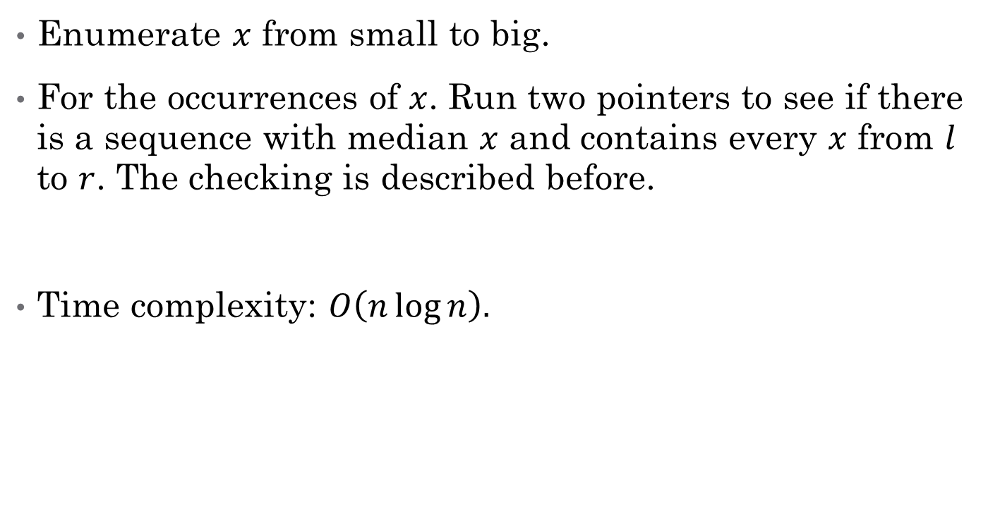 • Enumerate x from small to big.
• For the occurrences of x. Run two pointers to see if there
is a sequence with median x and contains every x from l
to r. The checking is described before.
• Time complexity: O(n log n).